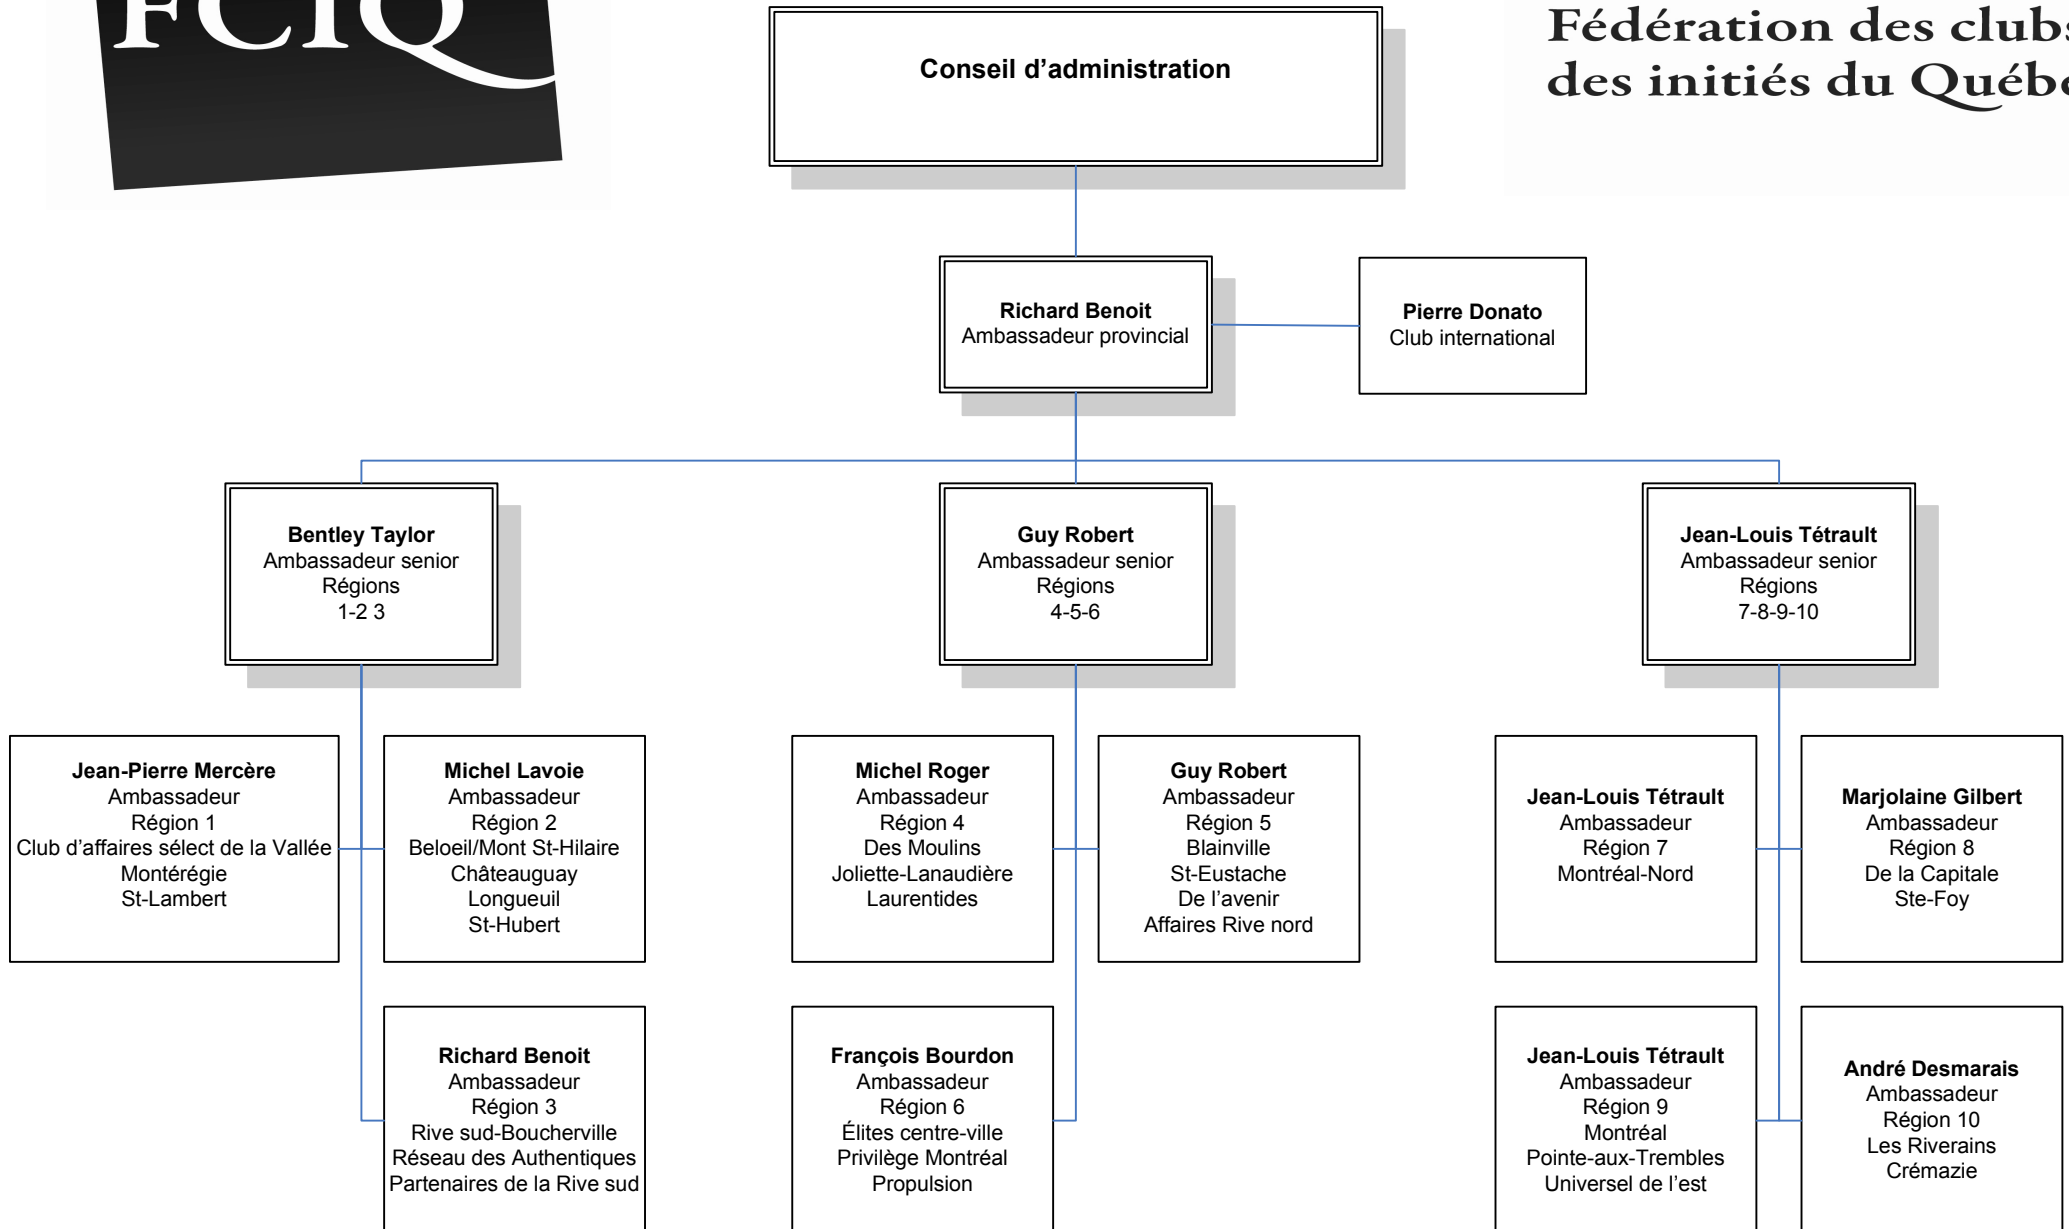 FCIQ
Conseil d’administration
Fédération des clubs
des initiés du Québe
Richard Benoit
Ambassadeur provincial
Pierre Donato
Club international
Bentley Taylor
Ambassadeur senior
Régions
1-2 3
Guy Robert
Ambassadeur senior
Régions
4-5-6
Jean-Louis Tétrault
Ambassadeur senior
Régions
7-8-9-10
Jean-Pierre Mercère
Ambassadeur
Région 1
Club d’affaires sélect de la Vallée
Montérégie
St-Lambert
Michel Lavoie
Ambassadeur
Région 2
Beloeil/Mont St-Hilaire
Châteauguay
Longueuil
St-Hubert
Michel Roger
Ambassadeur
Région 4
Des Moulins
Joliette-Lanaudière
Laurentides
Guy Robert
Ambassadeur
Région 5
Blainville
St-Eustache
De l’avenir
Affaires Rive nord
Jean-Louis Tétrault
Ambassadeur
Région 7
Montréal-Nord
Marjolaine Gilbert
Ambassadeur
Région 8
De la Capitale
Ste-Foy
Richard Benoit
Ambassadeur
Région 3
Rive sud-Boucherville
Réseau des Authentiques
Partenaires de la Rive sud
François Bourdon
Ambassadeur
Région 6
Élites centre-ville
Privilège Montréal
Propulsion
Jean-Louis Tétrault
Ambassadeur
Région 9
Montréal
Pointe-aux-Trembles
Universel de l’est
André Desmarais
Ambassadeur
Région 10
Les Riverains
Crémazie